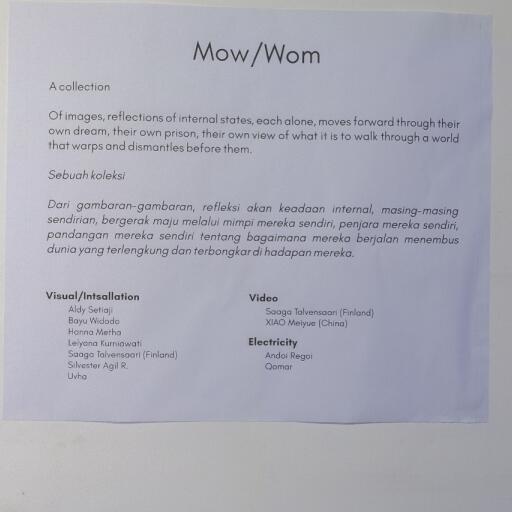 Mow/Wom
A collection
Of images, reflections of internal states, each alone, moves forward through their
own dream, their own prison, their own view of what it is to walk through a world
that warps and dismantles before them.
Sebuah koleksi
Dari gambaran-gambaran, refleksi akan keadaan internal, masing-masing
sendirian, bergerak maju melalui mimpi mereka sendiri, penjara mereka sendiri,
pandangan mereka sendiri tentang bagaimana mereka berjalan menembus
dunia yang terlengkung dan terbongkar di hadapan mereka.
Visual/Intsallation
Aldy Setiaji
Bayu Widodo
Hanna Metha
Leiyana Kurniawati
Saaga Talvensaari (Finland)
Silvester Agil R.
Uvha
Video
Saaga Talvensaari (Finland)
XIAO Meiyue (China)
Electricity
Andoi Regoi
Qomar